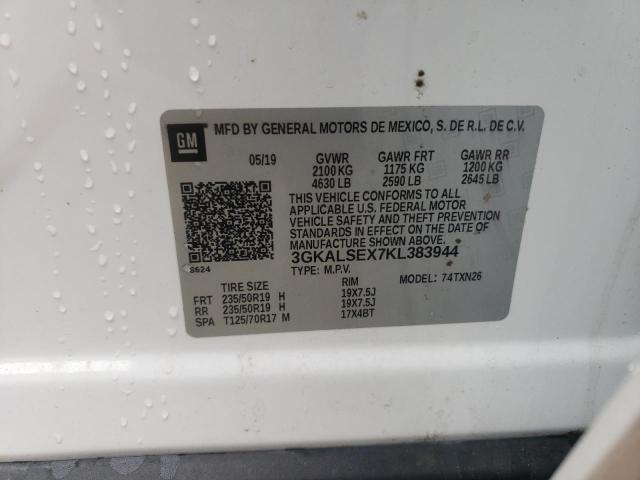 GM
MFD BY GENERAL MOTORS DE MEXICO, S. DE R.L. DE C.V.
05/19 GVWR GAWR FRT GAWR RR
2100 KG 1175 KG 1200 KG
4630 LB 2590 LB 2645 LB
THIS VEHICLE CONFORMS TO ALL
APPLICABLE U.S. FEDERAL MOTOR
VEHICLE SAFETY AND THEFT PREVENTION
STANDARDS IN EFFECT ON THE DATE OF
MANUFACTURE SHOWN ABOVE.
3GKALSEX7KL383944
8624
TYPE: M.P.V. MODEL: 74TXN26
TIRE SIZE RIM
FRT 235/50R19 H 19X7.5J
RR 235/50R19 H 19X7.5J
SPA T125/70R17 M 17X4BT